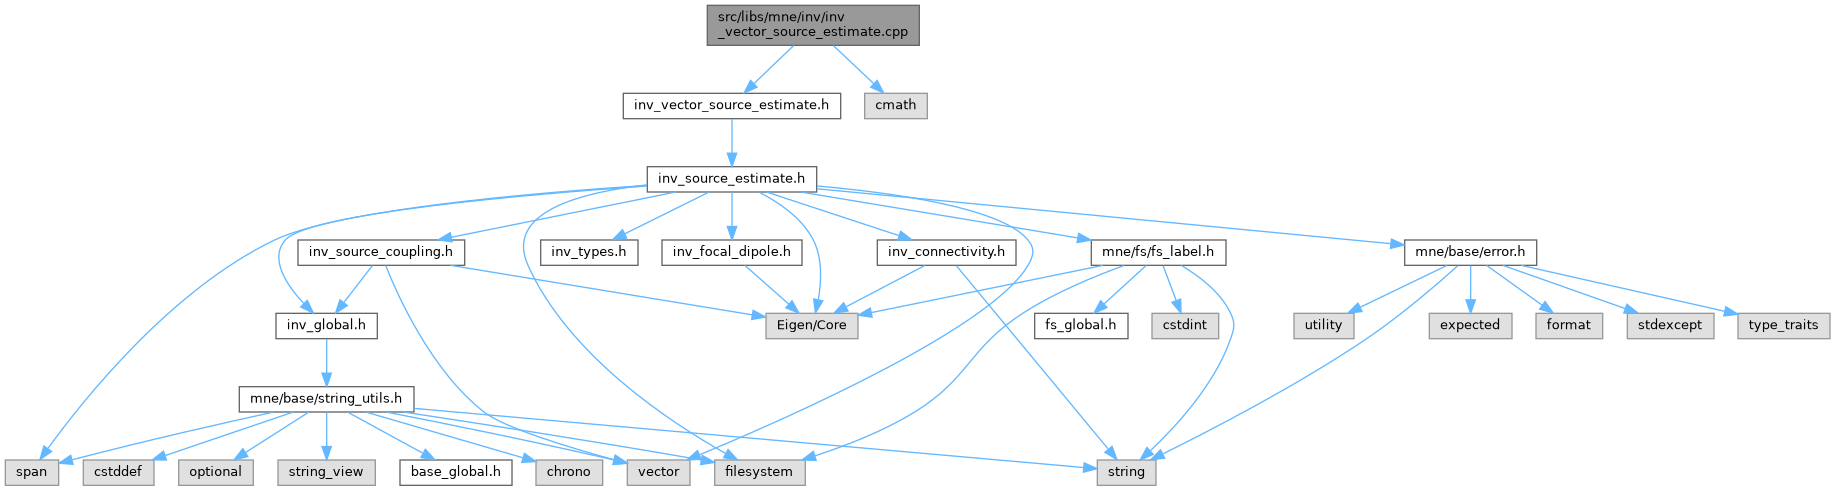 src/libs/mne/inv/inv
_vector_source_estimate.cpp
inv_vector_source_estimate.h
cmath
inv_source_estimate.h
inv_source_coupling.h
inv_types.h
inv_focal_dipole.h
inv_connectivity.h
mne/fs/fs_label.h
mne/base/error.h
inv_global.h
Eigen/Core
fs_global.h
cstdint
utility
expected
format
stdexcept
type_traits
mne/base/string_utils.h
span
cstddef
optional
string_view
base_global.h
chrono
vector
filesystem
string